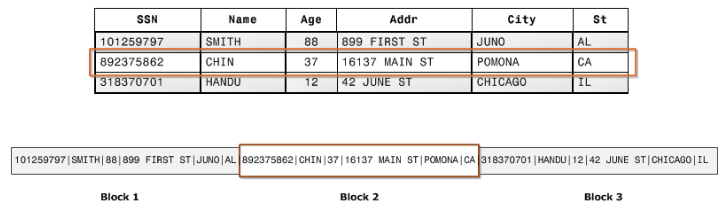 SSN Name Age Addr City St
101259797 SMITH 88 899 FIRST ST JUNO AL
892375862 CHIN 37 16137 MAIN ST POMONA CA
318370701 HANDU 12 42 JUNE ST CHICAGO IL
101259797|SMITH|88|899 FIRST ST|JUNO|AL 892375862|CHIN|37|16137 MAIN ST|POMONA|CA 318370701|HANDU|12|42 JUNE ST|CHICAGO|IL
Block 1 Block 2 Block 3